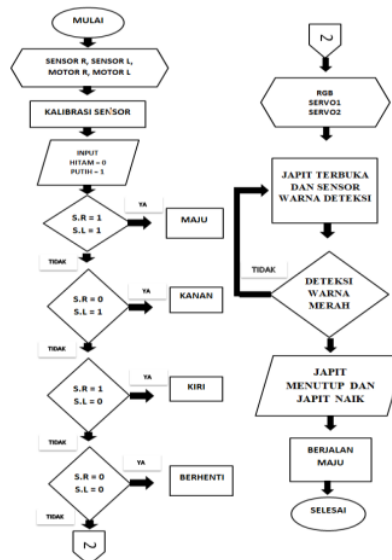 MULAI
SENSOR R, SENSOR L,
MOTOR R, MOTOR L
KALIBRASI SENSOR
INPUT
HITAM = 0
PUTIH = 1
S.R = 1
S.L = 1
YA
MAJU
TIDAK
S.R = 0
S.L = 1
YA
KANAN
TIDAK
S.R = 1
S.L = 0
YA
KIRI
TIDAK
S.R = 0
S.L = 0
YA
BERHENTI
TIDAK
2
2
RGB
SERVO1
SERVO2
JAPIT TERBUKA
DAN SENSOR
WARNA DETEKSI
TIDAK
DETEKSI
WARNA
MERAH
JAPIT
MENUTUP DAN
JAPIT NAIK
BERJALAN
MAJU
SELESAI